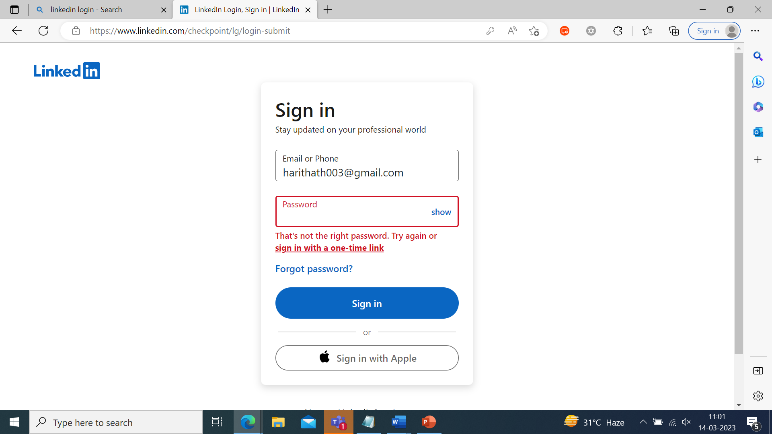 linkedin login - Search
LinkedIn Login, Sign in | LinkedIn
https://www.linkedin.com/checkpoint/lg/login-submit
Sign in
Linked in
Sign in
Stay updated on your professional world
Email or Phone
harithath003@gmail.com
Password
show
That's not the right password. Try again or
sign in with a one-time link
Forgot password?
Sign in
or
Sign in with Apple
Type here to search
31°C Haze
11:01
14-03-2023